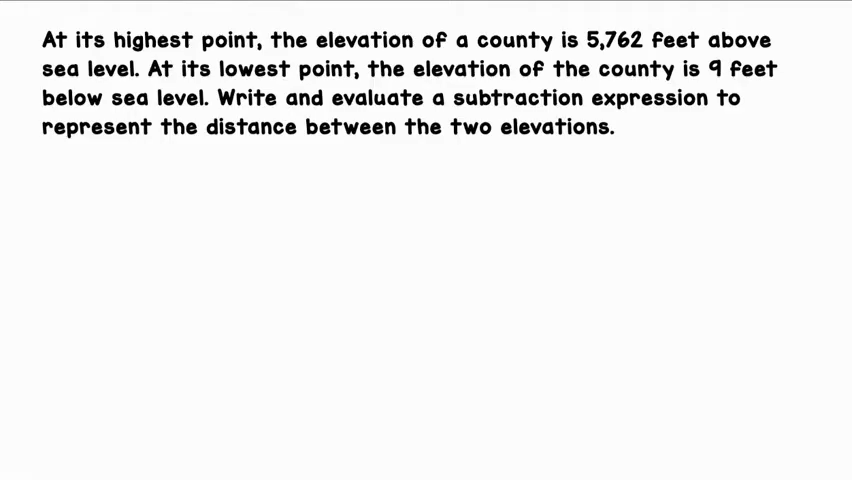 At its highest point, the elevation of a county is 5,762 feet above
sea level. At its lowest point, the elevation of the county is 9 feet
below sea level. Write and evaluate a subtraction expression to
represent the distance between the two elevations.